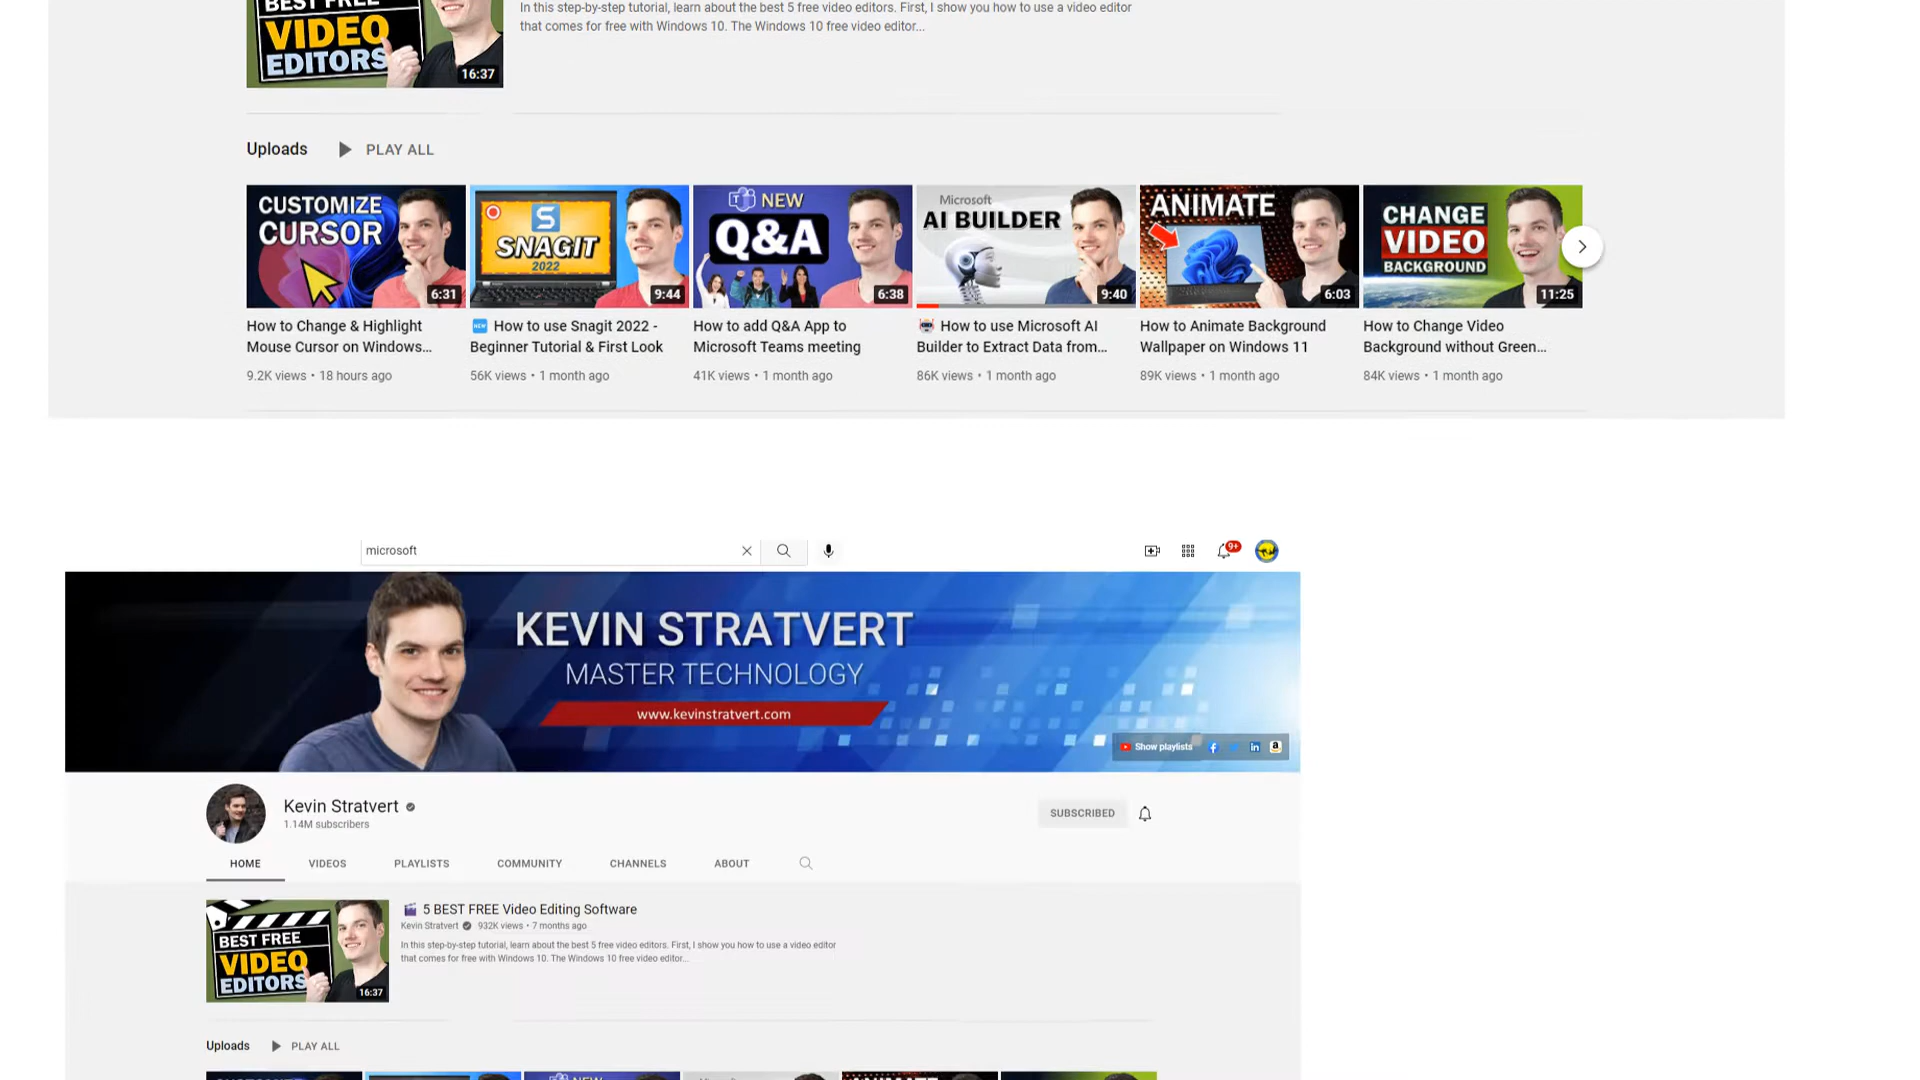 BEST FREE
VIDEO
EDITORS
16:37
In this step-by-step tutorial, learn about the best 5 free video editors. First, I show you how to use a video editor
that comes for free with Windows 10. The Windows 10 free video editor...
Uploads
PLAY ALL
CUSTOMIZE
CURSOR
6:31
S
SNAGIT
2022
9:44
T
NEW
Q&A
6:38
Microsoft
AI BUILDER
9:40
ANIMATE
6:03
CHANGE
VIDEO
BACKGROUND
11:25
How to Change & Highlight
Mouse Cursor on Windows...
9.2K views • 18 hours ago
NEW How to use Snagit 2022 -
Beginner Tutorial & First Look
56K views • 1 month ago
How to add Q&A App to
Microsoft Teams meeting
41K views • 1 month ago
How to use Microsoft AI
Builder to Extract Data from...
86K views • 1 month ago
How to Animate Background
Wallpaper on Windows 11
89K views • 1 month ago
How to Change Video
Background without Green...
84K views • 1 month ago
microsoft
9+
KEVIN STRATVERT
MASTER TECHNOLOGY
www.kevinstratvert.com
Show playlists
Kevin Stratvert
1.14M subscribers
SUBSCRIBED
HOME VIDEOS PLAYLISTS COMMUNITY CHANNELS ABOUT
BEST FREE
VIDEO
EDITORS
16:37
5 BEST FREE Video Editing Software
Kevin Stratvert 932K views • 7 months ago
In this step-by-step tutorial, learn about the best 5 free video editors. First, I show you how to use a video editor
that comes for free with Windows 10. The Windows 10 free video editor...
Uploads
PLAY ALL
NEW
ANIMATE